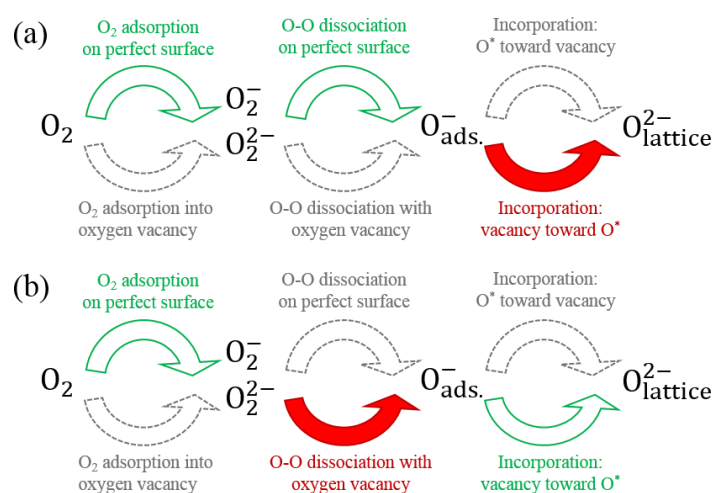 (a)
O₂ adsorption
on perfect surface
O-O dissociation
on perfect surface
Incorporation:
O* toward vacancy
O₂
O₂⁻
O₂²⁻
O⁻ads.
O²⁻lattice
O₂ adsorption into
oxygen vacancy
O-O dissociation with
oxygen vacancy
Incorporation:
vacancy toward O*
(b)
O₂ adsorption
on perfect surface
O-O dissociation
on perfect surface
Incorporation:
O* toward vacancy
O₂
O₂⁻
O₂²⁻
O⁻ads.
O²⁻lattice
O₂ adsorption into
oxygen vacancy
O-O dissociation with
oxygen vacancy
Incorporation:
vacancy toward O*